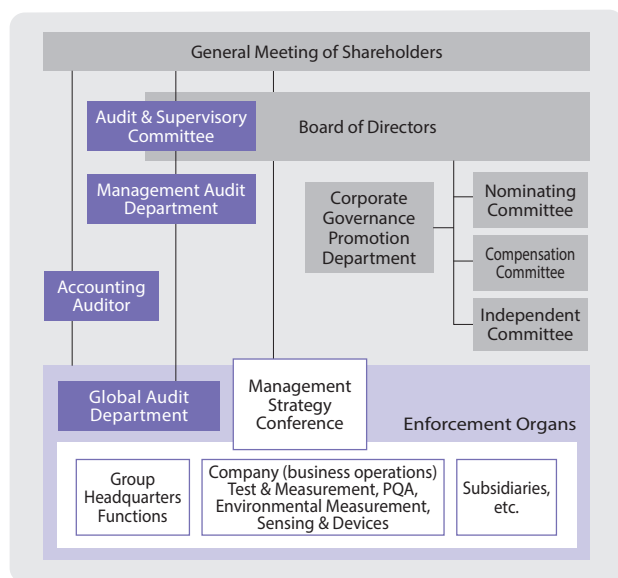 General Meeting of Shareholders
Audit & Supervisory
Committee
Board of Directors
Management Audit
Department
Corporate
Governance
Promotion
Department
Nominating
Committee
Compensation
Committee
Independent
Committee
Accounting
Auditor
Global Audit
Department
Management
Strategy
Conference
Enforcement Organs
Group
Headquarters
Functions
Company (business operations)
Test & Measurement, PQA,
Environmental Measurement,
Sensing & Devices
Subsidiaries,
etc.